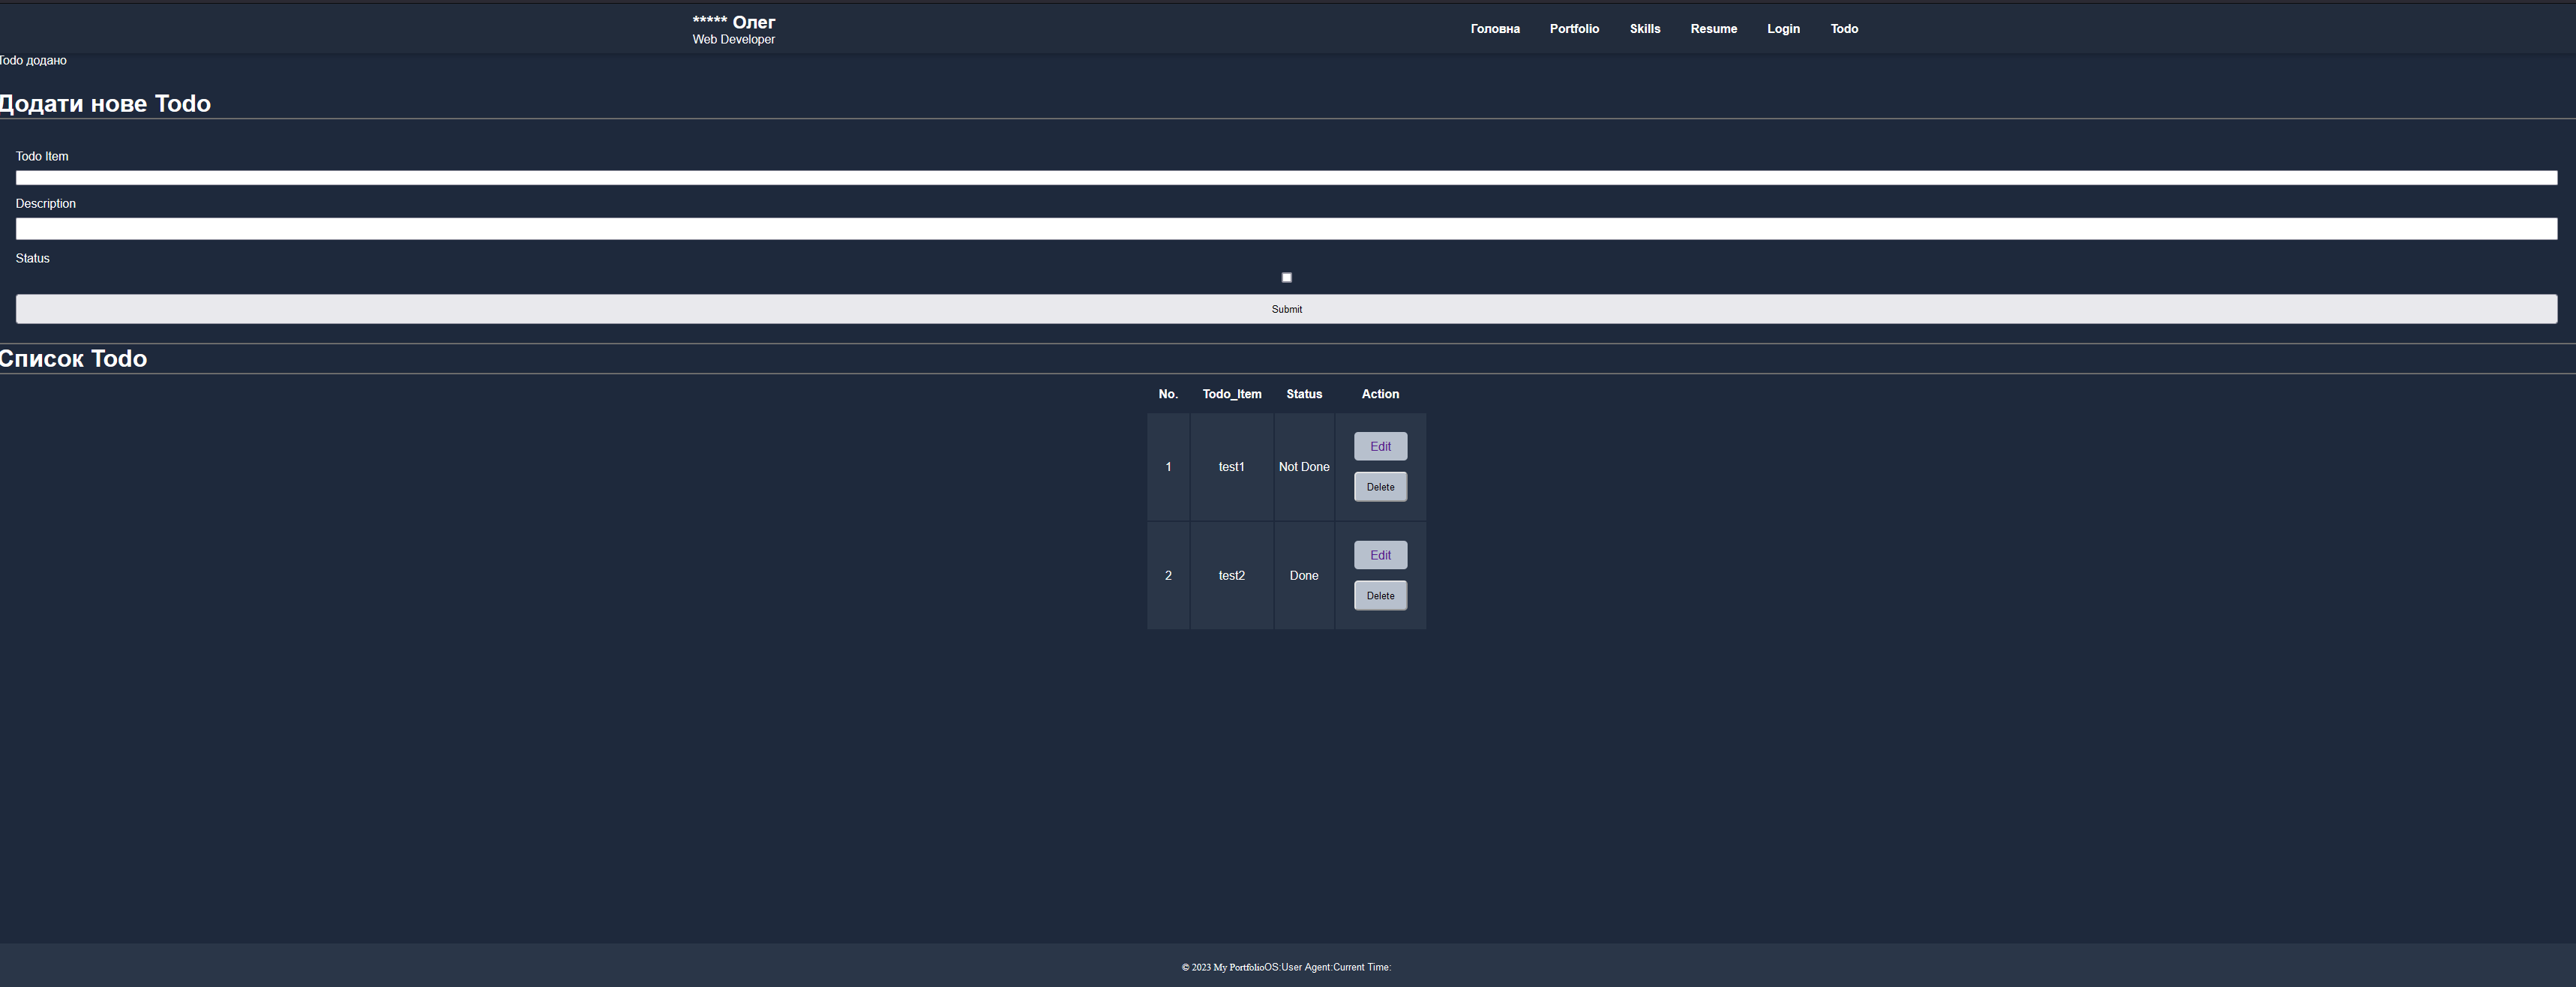 ***** Олег
Web Developer
Головна Portfolio Skills Resume Login Todo
Todo додано
Додати нове Todo
Todo Item
Description
Status
Submit
Список Todo
No. Todo_Item Status Action
1 test1 Not Done Edit
Delete
2 test2 Done Edit
Delete
© 2023 My PortfolioOS:User Agent:Current Time: